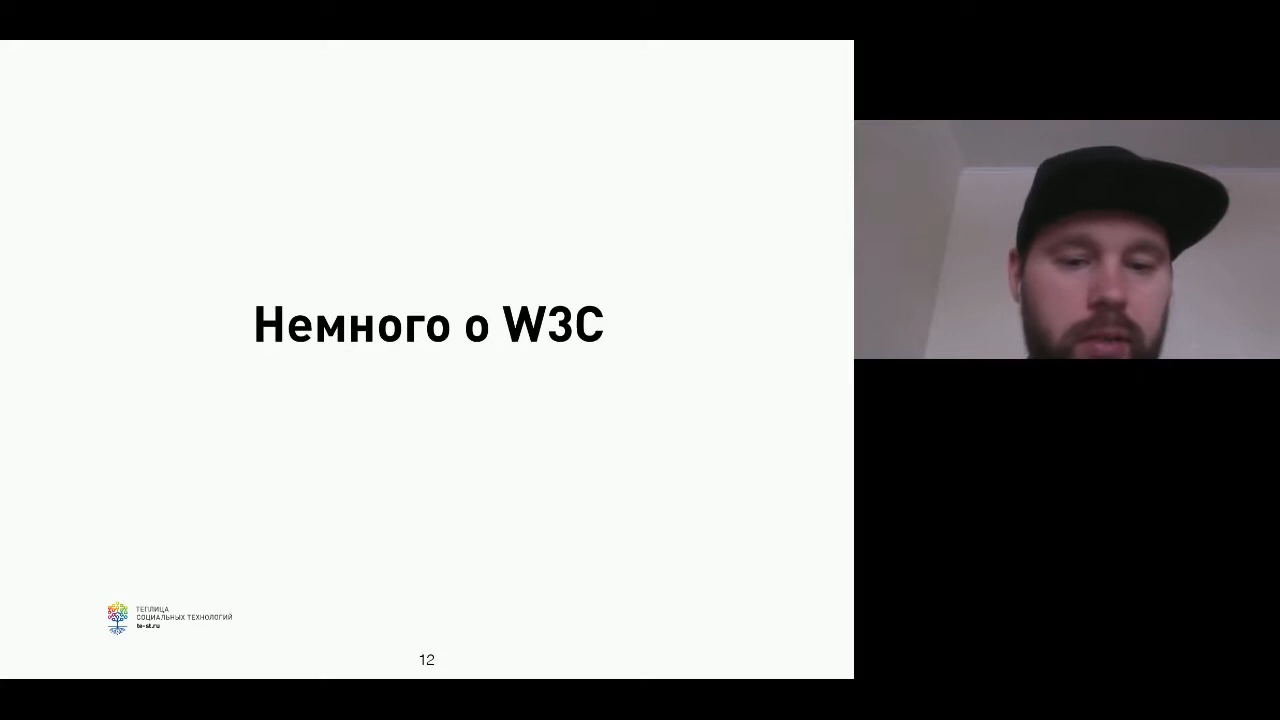 Немного о W3C
ТЕПЛИЦА
СОЦИАЛЬНЫХ ТЕХНОЛОГИЙ
te-st.ru
12